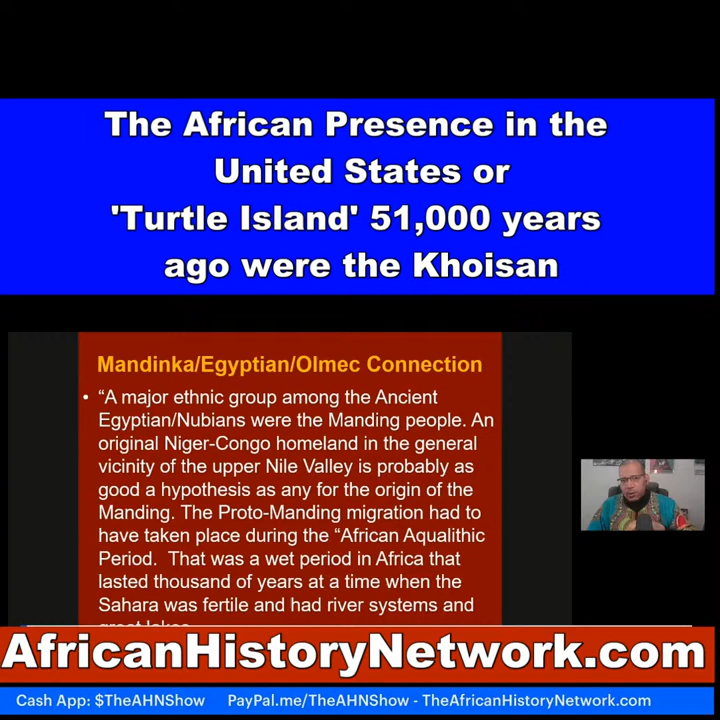 The African Presence in the
United States or
'Turtle Island' 51,000 years
ago were the Khoisan
Mandinka/Egyptian/Olmec Connection
• “A major ethnic group among the Ancient
Egyptian/Nubians were the Manding people. An
original Niger-Congo homeland in the general
vicinity of the upper Nile Valley is probably as
good a hypothesis as any for the origin of the
Manding. The Proto-Manding migration had to
have taken place during the “African Aqualithic
Period. That was a wet period in Africa that
lasted thousand of years at a time when the
Sahara was fertile and had river systems and
AfricanHistoryNetwork.com
Cash App: $TheAHNShow PayPal.me/TheAHNShow - TheAfricanHistoryNetwork.com